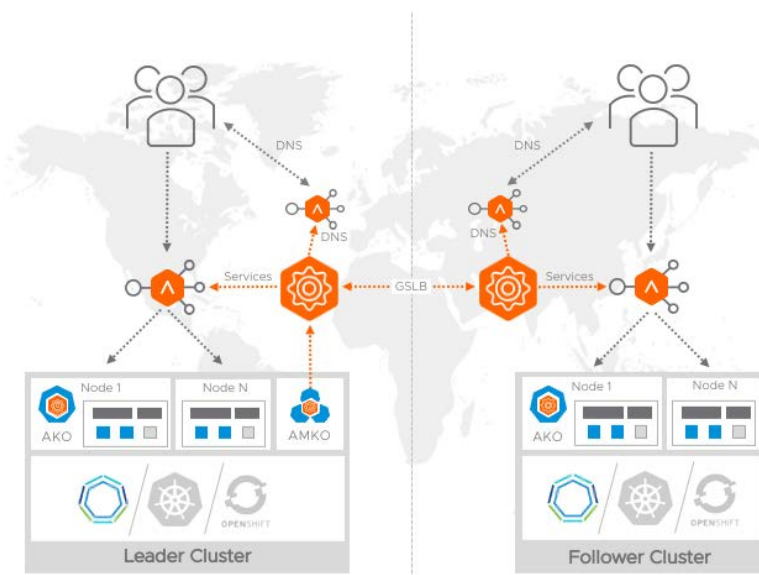 DNS
DNS
DNS
DNS
Services
GSLB
Services
Node 1
Node N
AKO
AMKO
Node 1
Node N
AKO
OPENSHIFT
OPENSHIFT
Leader Cluster
Follower Cluster